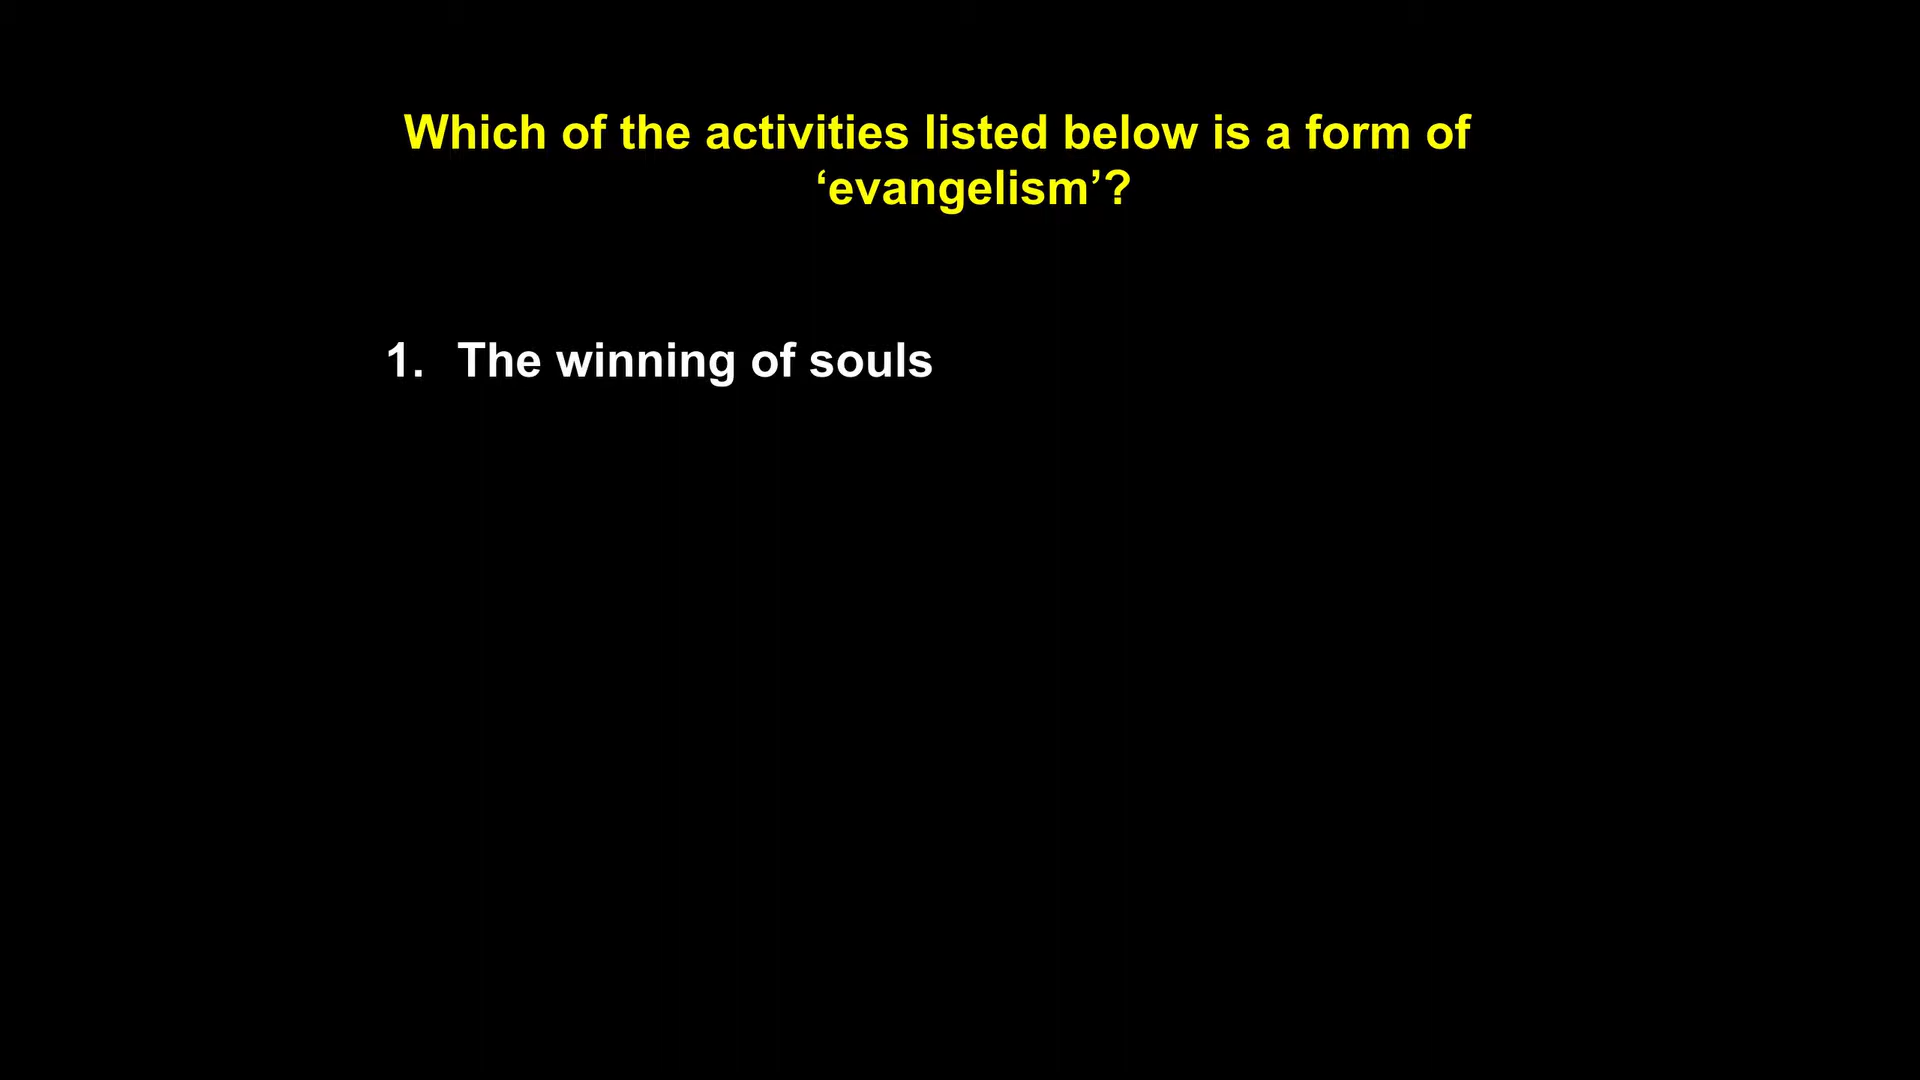 Which of the activities listed below is a form of
‘evangelism’?
1. The winning of souls